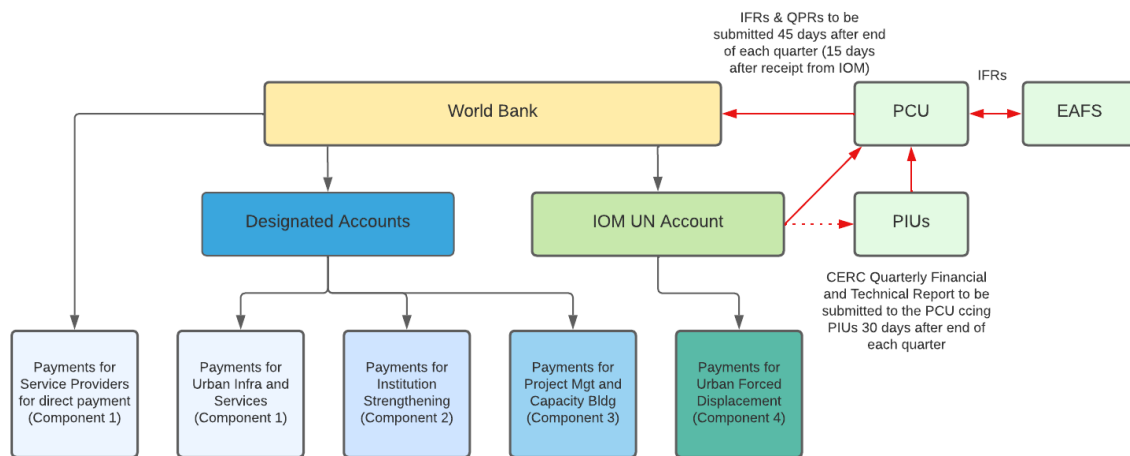 IFRs & QPRs to be
submitted 45 days after end
of each quarter (15 days
after receipt from IOM)
IFRs
World Bank
PCU
EAFS
Designated Accounts
IOM UN Account
PIUs
CERC Quarterly Financial
and Technical Report to be
submitted to the PCU ccing
PIUs 30 days after end of
each quarter
Payments for
Service Providers
for direct payment
(Component 1)
Payments for
Urban Infra and
Services
(Component 1)
Payments for
Institution
Strengthening
(Component 2)
Payments for
Project Mgt and
Capacity Bldg
(Component 3)
Payments for
Urban Forced
Displacement
(Component 4)